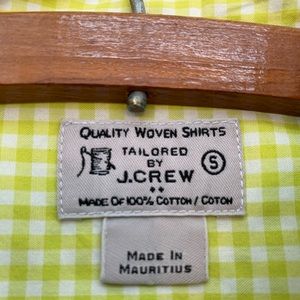 QUALITY WOVEN SHIRTS
TAILORED
BY
S
J.CREW
MADE OF 100% COTTON / COTON
MADE IN
MAURITIUS